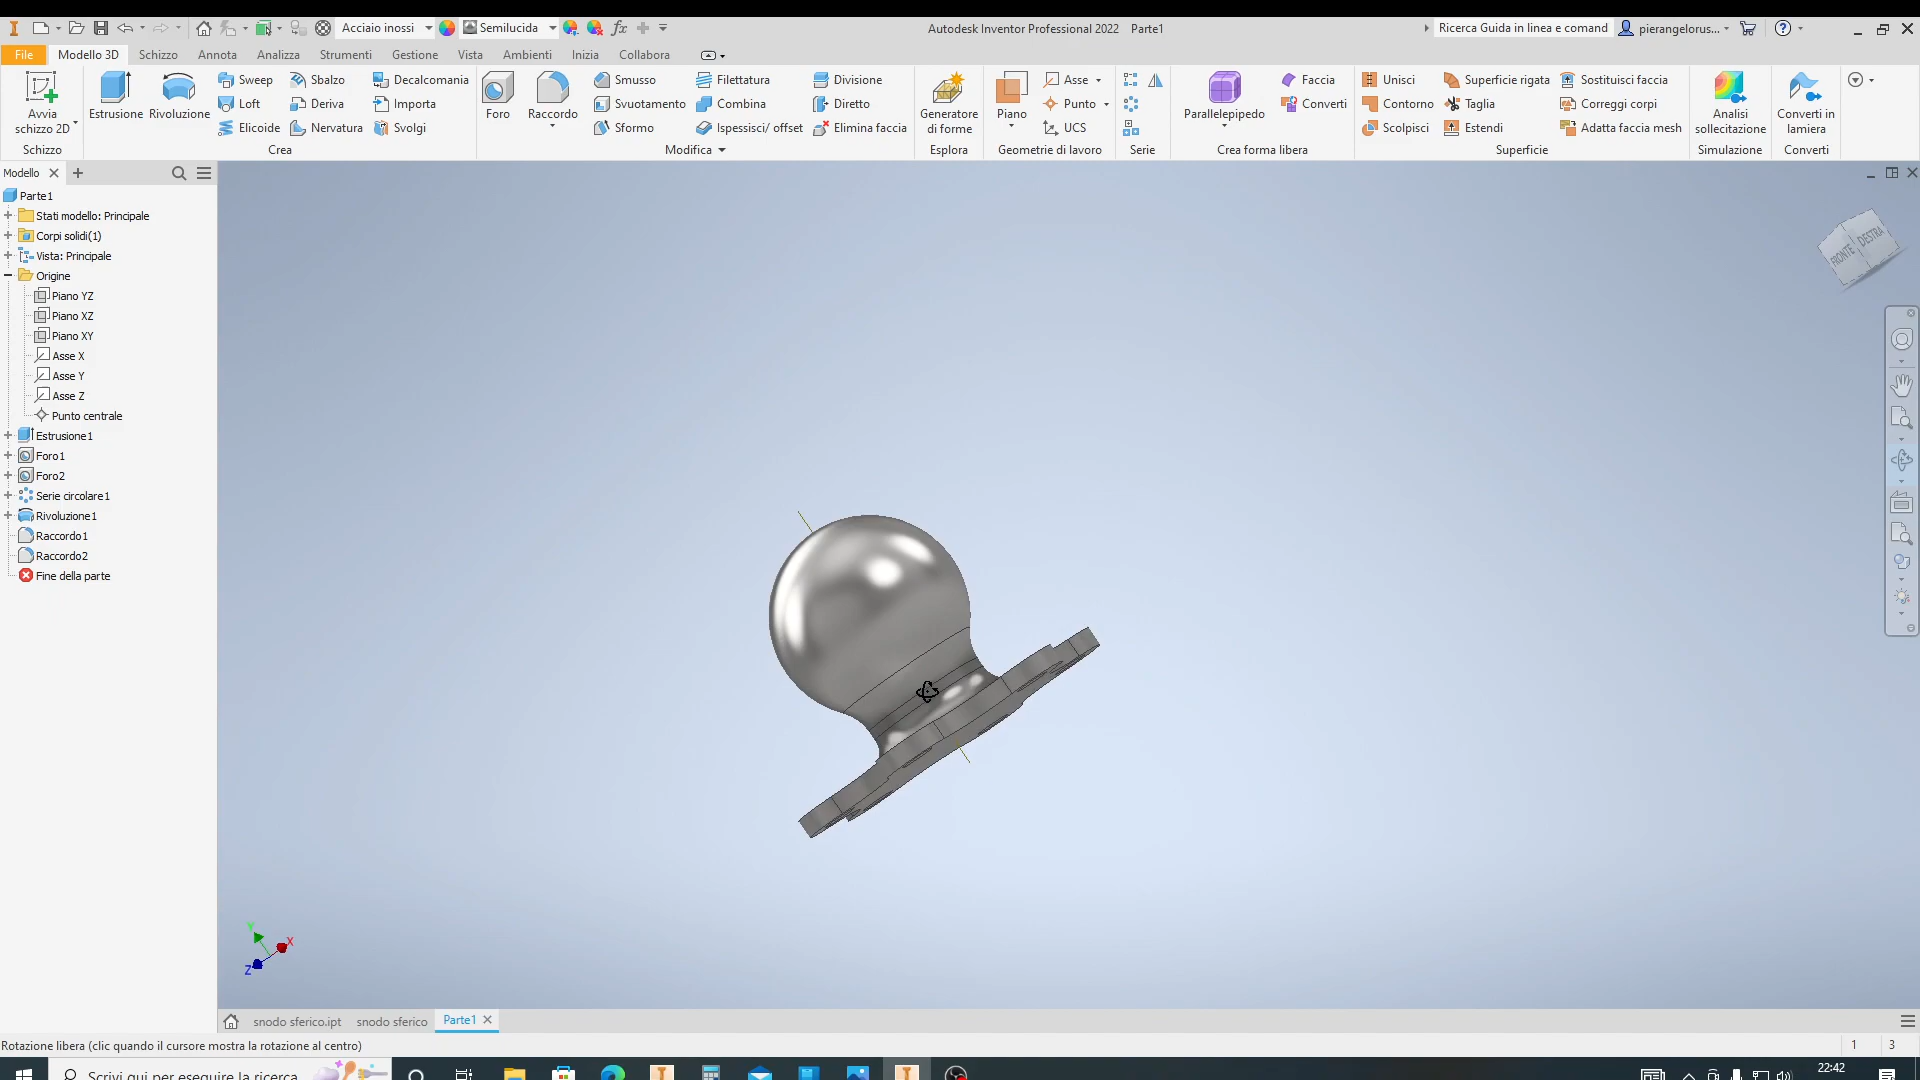 Acciaio inossi
Semilucida
Autodesk Inventor Professional 2022 Parte1
Ricerca Guida in linea e comand
pierangelorus...
File
Modello 3D
Schizzo
Annota
Analizza
Strumenti
Gestione
Vista
Ambienti
Inizia
Collabora
Avvia
schizzo 2D
Schizzo
Estrusione
Rivoluzione
Sweep
Loft
Elicoide
Sbalzo
Deriva
Nervatura
Decalcomania
Importa
Svolgi
Crea
Foro
Raccordo
Smusso
Svuotamento
Sformo
Filettatura
Combina
Ispessisci/ offset
Divisione
Diretto
Elimina faccia
Modifica
Generatore
di forme
Esplora
Piano
Asse
Punto
UCS
Geometrie di lavoro
Serie
Parallelepipedo
Faccia
Converti
Crea forma libera
Unisci
Contorno
Scolpisci
Superficie rigata
Taglia
Estendi
Sostituisci faccia
Correggi corpi
Adatta faccia mesh
Superficie
Analisi
sollecitazione
Simulazione
Converti in
lamiera
Converti
Modello
Parte1
Stati modello: Principale
Corpi solidi(1)
Vista: Principale
Origine
Piano YZ
Piano XZ
Piano XY
Asse X
Asse Y
Asse Z
Punto centrale
Estrusione1
Foro1
Foro2
Serie circolare1
Rivoluzione1
Raccordo1
Raccordo2
Fine della parte
FRONTE
DESTRA
Y
X
Z
snodo sferico.ipt
snodo sferico
Parte1
Rotazione libera (clic quando il cursore mostra la rotazione al centro)
1
3
Scrivi qui per eseguire la ricerca
22:42